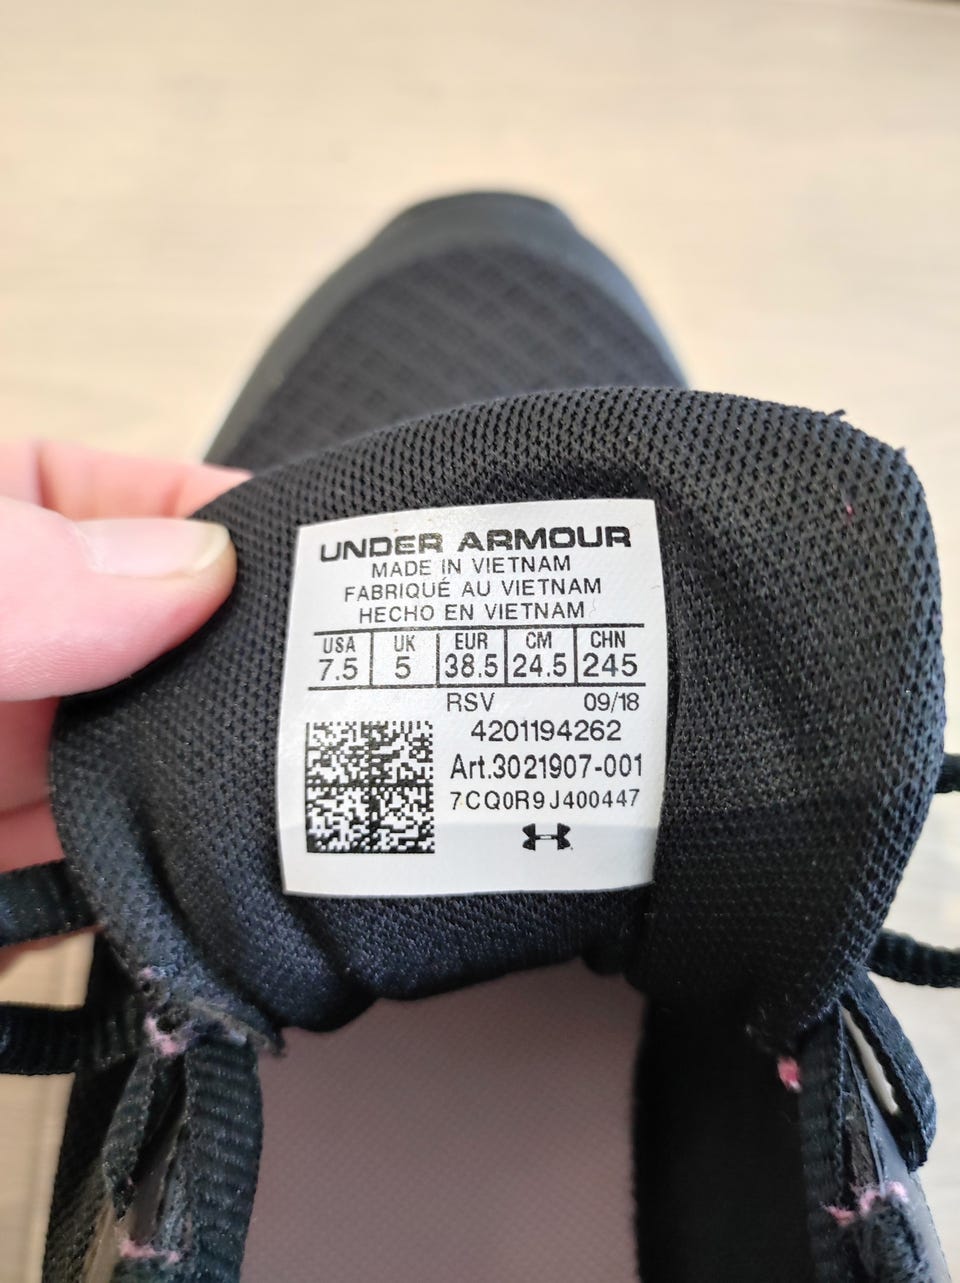 UNDER ARMOUR
MADE IN VIETNAM
FABRIQUÉ AU VIETNAM
HECHO EN VIETNAM
USA UK EUR CM CHN
7.5 5 38.5 24.5 245
RSV 09/18
4201194262
Art.3021907-001
7CQ0R9J400447